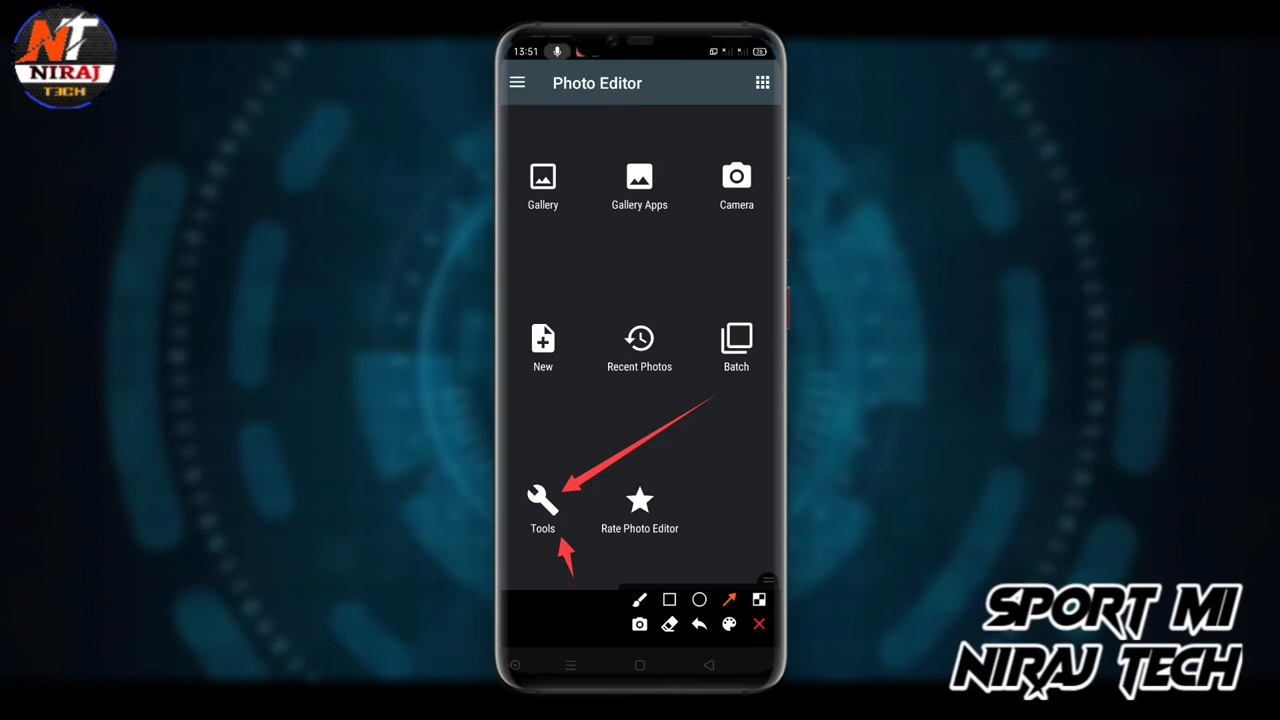 NT
NIRAJ
T3CH
13:51
76
Photo Editor
Gallery
Gallery Apps
Camera
New
Recent Photos
Batch
Tools
Rate Photo Editor
SPORT MI
NIRAJ TECH